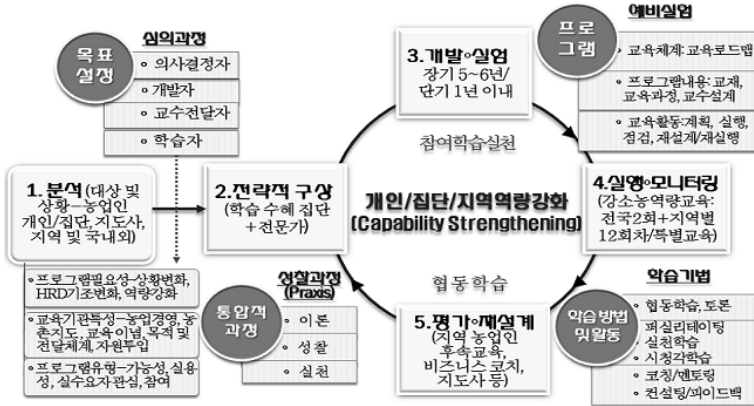 목표
설정
심의과정
• 의사결정자
• 개발자
• 교수전달자
• 학습자
3.개발•실험
장기 5~6년/
단기 1년 이내
프로
그램
예비실험
• 교육체계: 교육로드맵
• 프로그램내용: 교재,
교육과정, 교수설계
• 교육활동:계획, 실행,
점검, 재설계/재실행
참여학습실천
1. 분석(대상 및
상황-농업인
개인/집단, 지도사,
지역 및 국내외)
2.전략적 구상
(학습 수혜 집단
+전문가)
개인/집단/지역역량강화
(Capability Strengthening)
4.실행•모니터링
(강소농역량교육:
전국2회+지역별
12회차/특별교육)
협동학습
• 프로그램필요성-상황변화,
HRD기조변화, 역량강화
• 교육기관특성-농업경영, 농
촌지도, 교육이념, 목적 및
전달체계, 자원투입
• 프로그램유형-가능성, 실용
성, 실수요자관심, 참여
통합적
과정
성찰과정
(Praxis)
• 이론
• 성찰
• 실천
5.평가•재설계
(지역 농업인
후속교육,
비즈니스 코치,
지도사 등)
학습방법
및활동
학습기법
• 협동학습, 토론
• 퍼실리테이팅
• 실천학습
• 시청각학습
• 코칭/멘토링
• 컨설팅/피드백